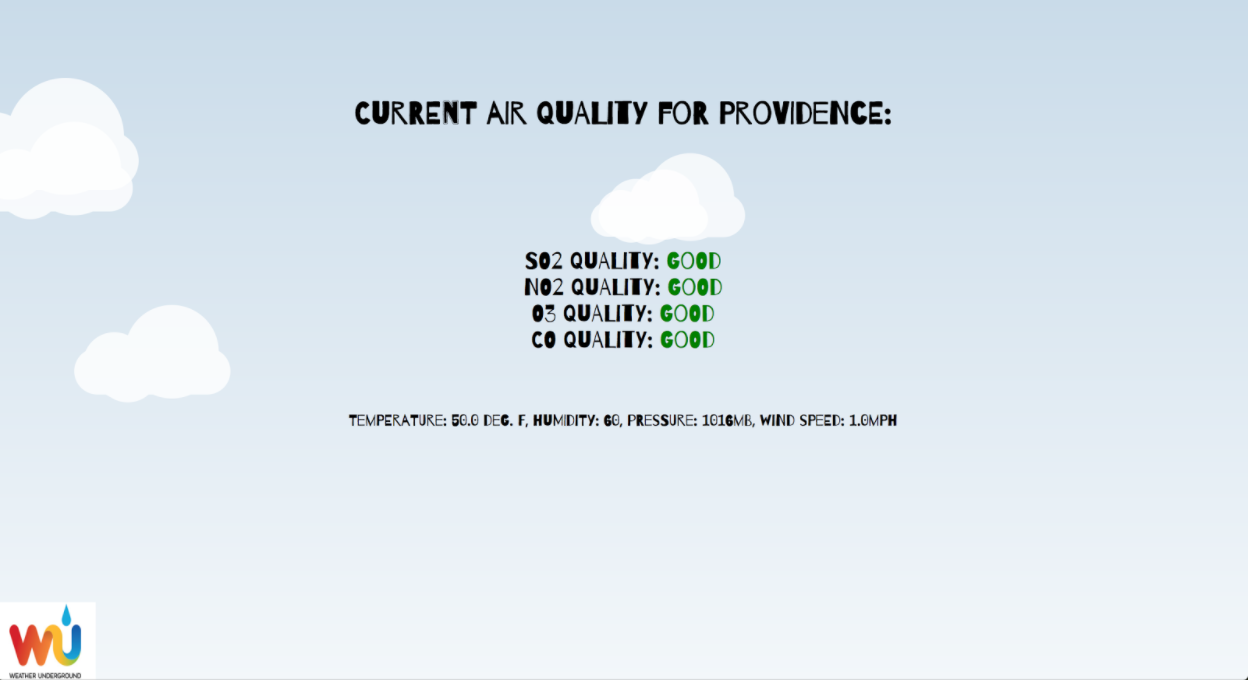 CURRENT AIR QUALITY FOR PROVIDENCE:
SO2 QUALITY: GOOD
NO2 QUALITY: GOOD
O3 QUALITY: GOOD
CO QUALITY: GOOD
TEMPERATURE: 50.0 DEG. F, HUMIDITY: 60, PRESSURE: 1016MB, WIND SPEED: 1.0MPH
WU
WEATHER UNDERGROUND